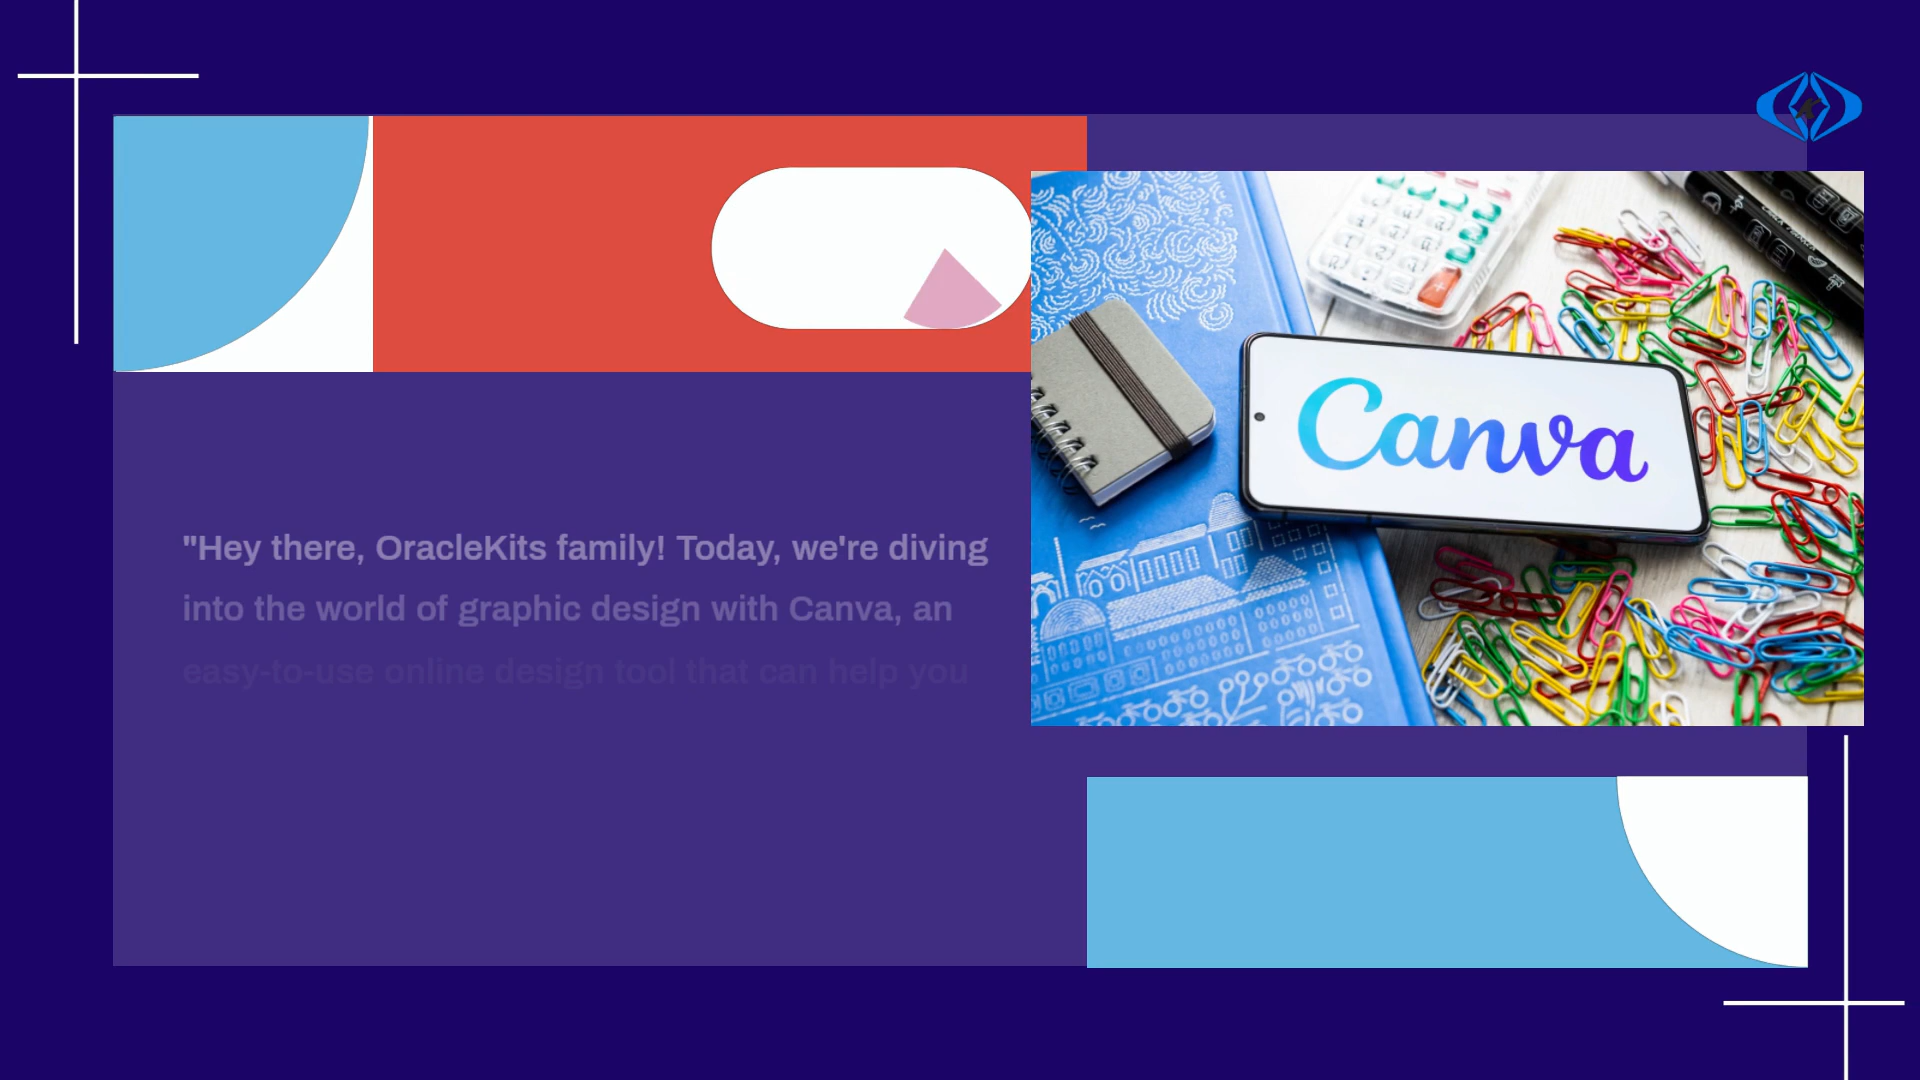 "Hey there, OracleKits family! Today, we're diving
into the world of graphic design with Canva, an
easy-to-use online design tool that can help you
Canva